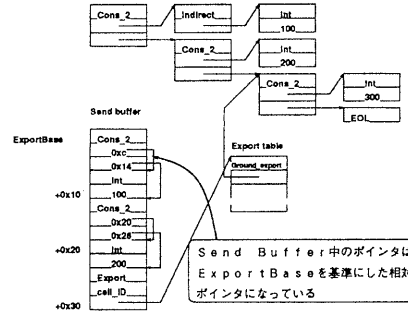 Cons_2
Indirect
Int
100
Cons_2
Int
200
Cons_2
Int
300
EOL
Send buffer
ExportBase
Cons_2
0xc
0x14
Int
100
+0x10
Cons_2
0x20
0x28
+0x20
Int
200
Export
cell_ID
+0x30
Export table
Ground_export
Send Buffer中のポインタは
ExportBaseを基準にした相対
ポインタになっている